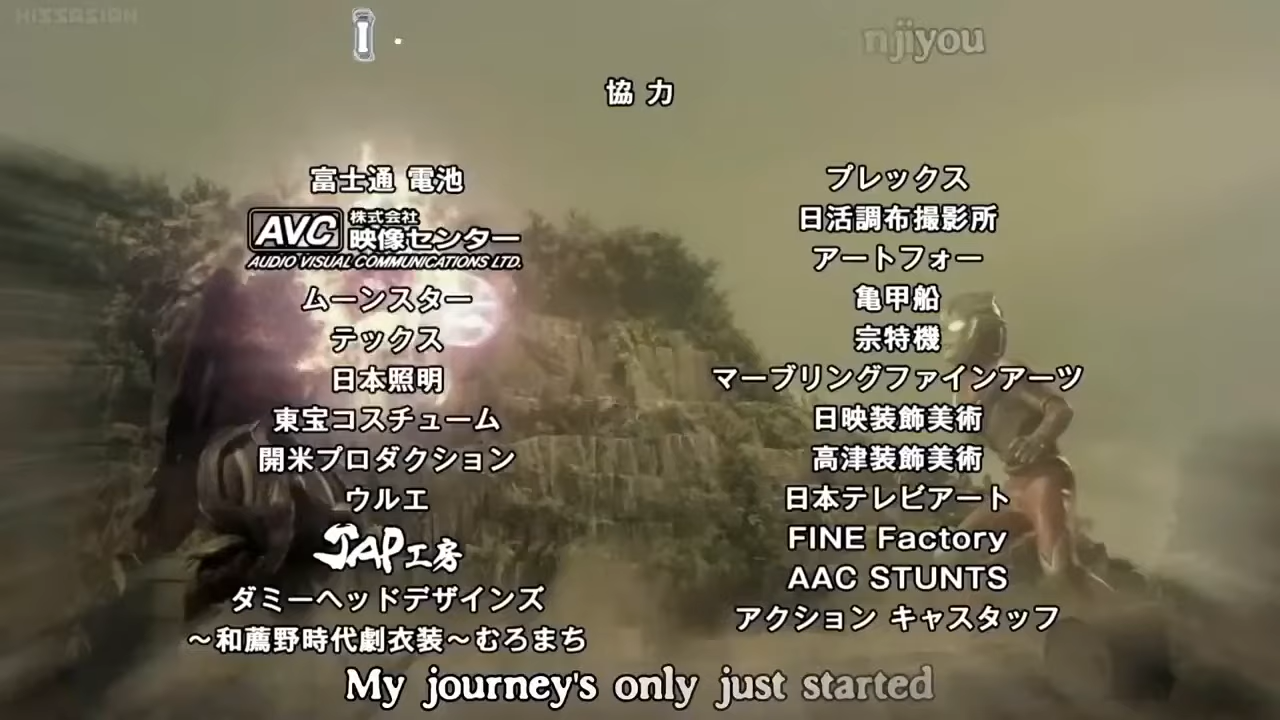 HISSASIAN
I
njiyou
協力
富士通 電池
AVC 株式会社 映像センター
AUDIO VISUAL COMMUNICATIONS LTD.
ムーンスター
テックス
日本照明
東宝コスチューム
開米プロダクション
ウルエ
JAP工房
ダミーヘッドデザインズ
～和薦野時代劇衣装～むろまち
プレックス
日活調布撮影所
アートフォー
亀甲船
宗特機
マーブリングファインアーツ
日映装飾美術
高津装飾美術
日本テレビアート
FINE Factory
AAC STUNTS
アクション キャスタッフ
My journey's only just started